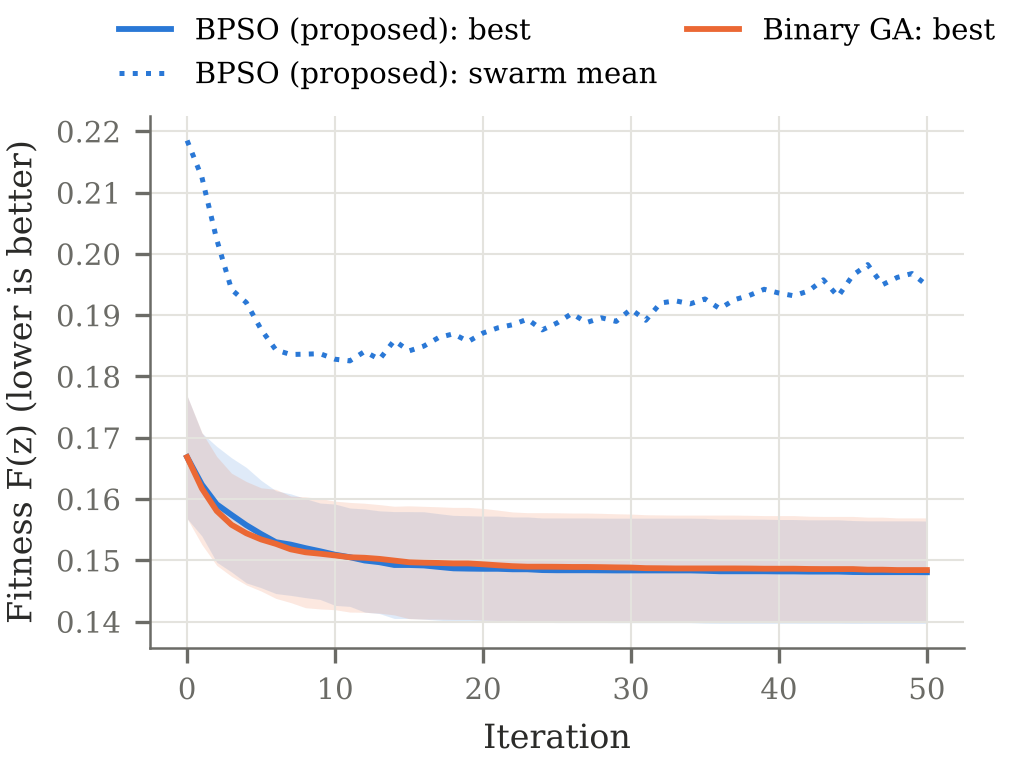 BPSO (proposed): best
Binary GA: best
BPSO (proposed): swarm mean
Fitness F(z) (lower is better)
0.22
0.21
0.20
0.19
0.18
0.17
0.16
0.15
0.14
0 10 20 30 40 50
Iteration